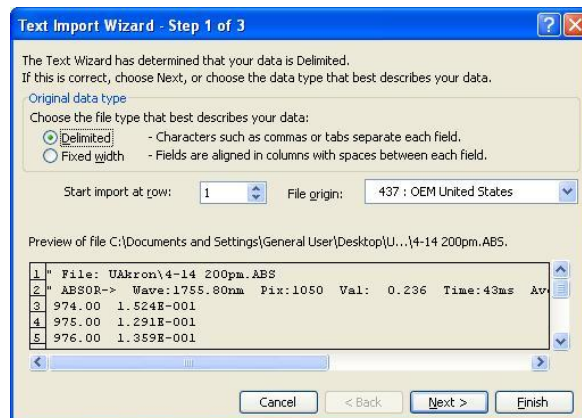 Text Import Wizard - Step 1 of 3
The Text Wizard has determined that your data is Delimited.
If this is correct, choose Next, or choose the data type that best describes your data.
Original data type
Choose the file type that best describes your data:
Delimited - Characters such as commas or tabs separate each field.
Fixed width - Fields are aligned in columns with spaces between each field.
Start import at row: 1 File origin: 437 : OEM United States
Preview of file C:\Documents and Settings\General User\Desktop\U...\4-14 200pm.ABS.
1 " File: UAkron\4-14 200pm.ABS
2 " ABSOR-> Wave:1755.80nm Pix:1050 Val: 0.236 Time:43ms Ave
3 974.00 1.524E-001
4 975.00 1.291E-001
5 976.00 1.359E-001
Cancel < Back Next > Finish